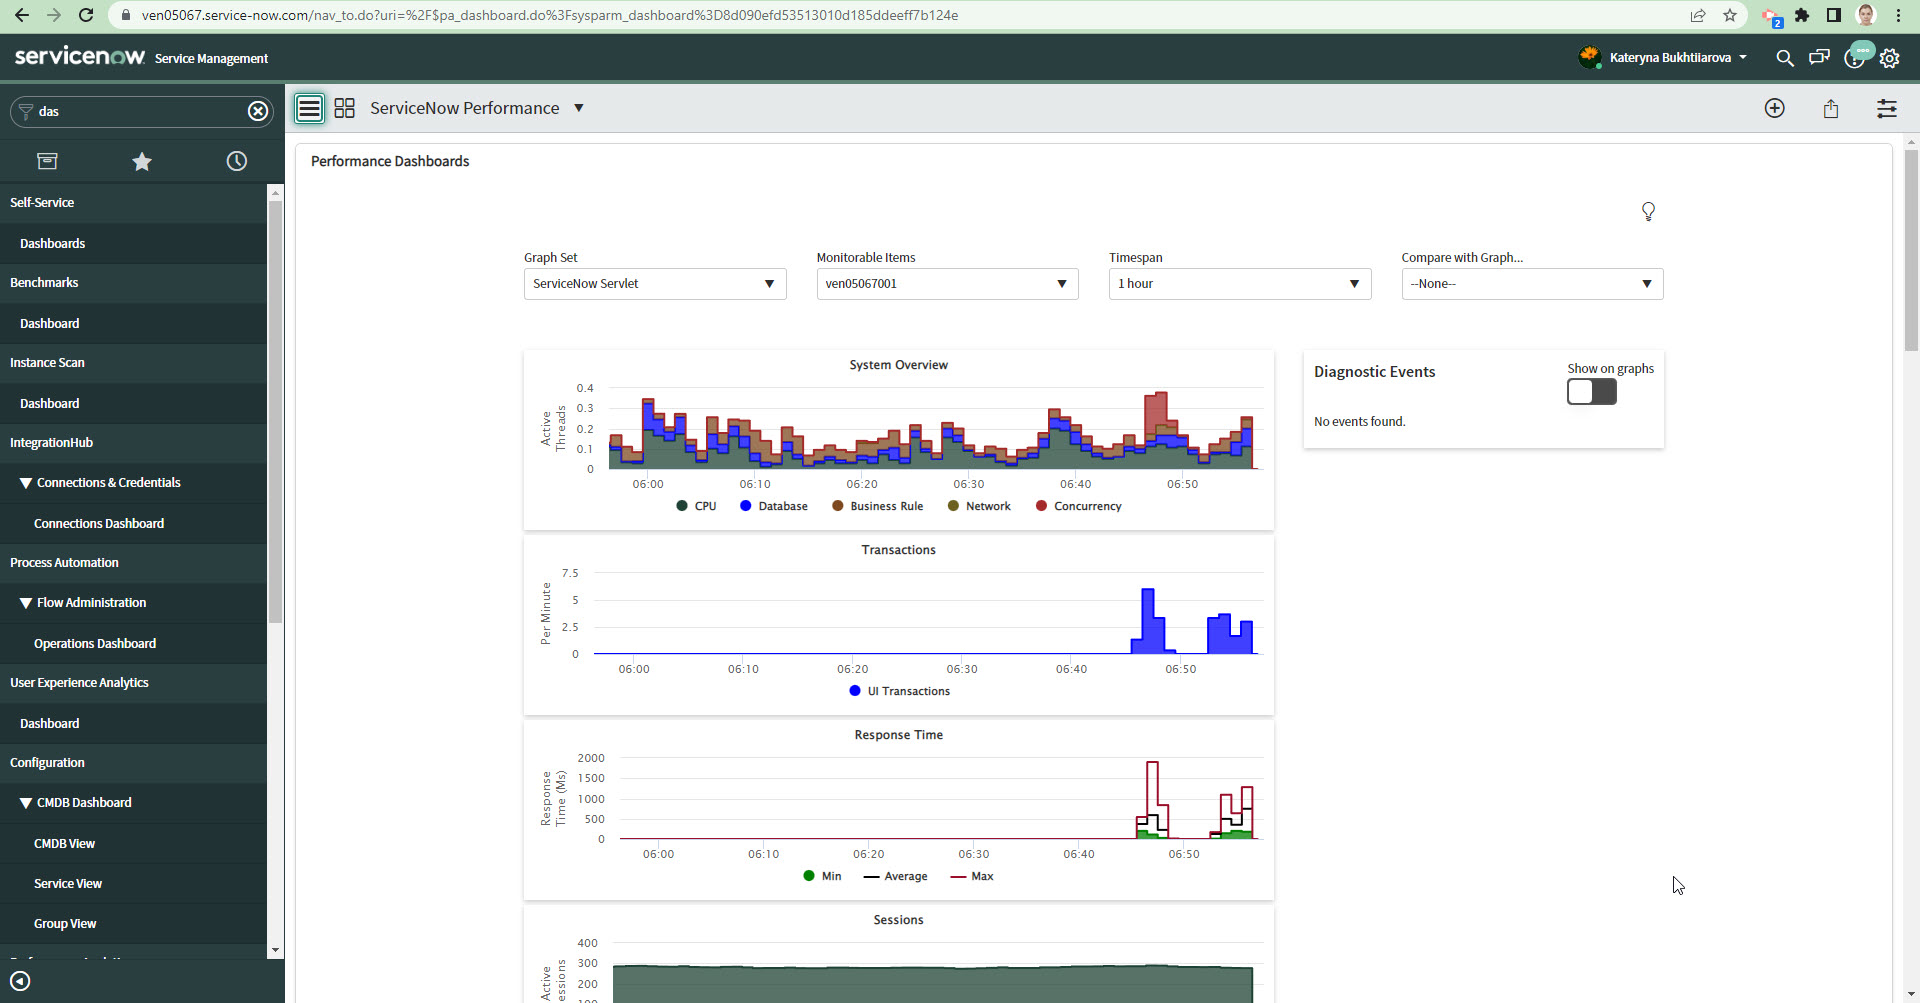 ven05067.service-now.com/nav_to.do?uri=%2F$pa_dashboard.do%3Fsysparm_dashboard%3D8d090efd53513010d185ddeeff7b124e
2
servicenow Service Management
Kateryna Bukhtiiarova
das
ServiceNow Performance
Self-Service
Dashboards
Benchmarks
Dashboard
Instance Scan
Dashboard
IntegrationHub
Connections & Credentials
Connections Dashboard
Process Automation
Flow Administration
Operations Dashboard
User Experience Analytics
Dashboard
Configuration
CMDB Dashboard
CMDB View
Service View
Group View
Performance Dashboards
Graph Set
Monitorable Items
Timespan
Compare with Graph...
ServiceNow Servlet
ven05067001
1 hour
--None--
System Overview
Active Threads
0.4
0.3
0.2
0.1
0
06:00 06:10 06:20 06:30 06:40 06:50
CPU Database Business Rule Network Concurrency
Diagnostic Events
Show on graphs
No events found.
Transactions
Per Minute
7.5
5
2.5
0
06:00 06:10 06:20 06:30 06:40 06:50
UI Transactions
Response Time
Response Time (Ms)
2000
1500
1000
500
0
06:00 06:10 06:20 06:30 06:40 06:50
Min Average Max
Sessions
Active
400
300
200